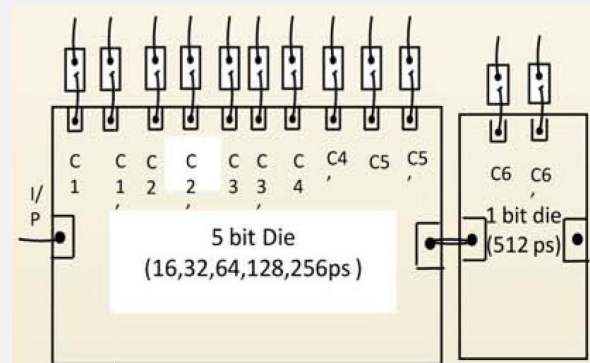 C C C C C C C C4, C5 C5,
1 1, 2 2, 3 3, 4
C6 C6,
I/
P
5 bit Die
(16,32,64,128,256ps )
1 bit die
(512 ps)